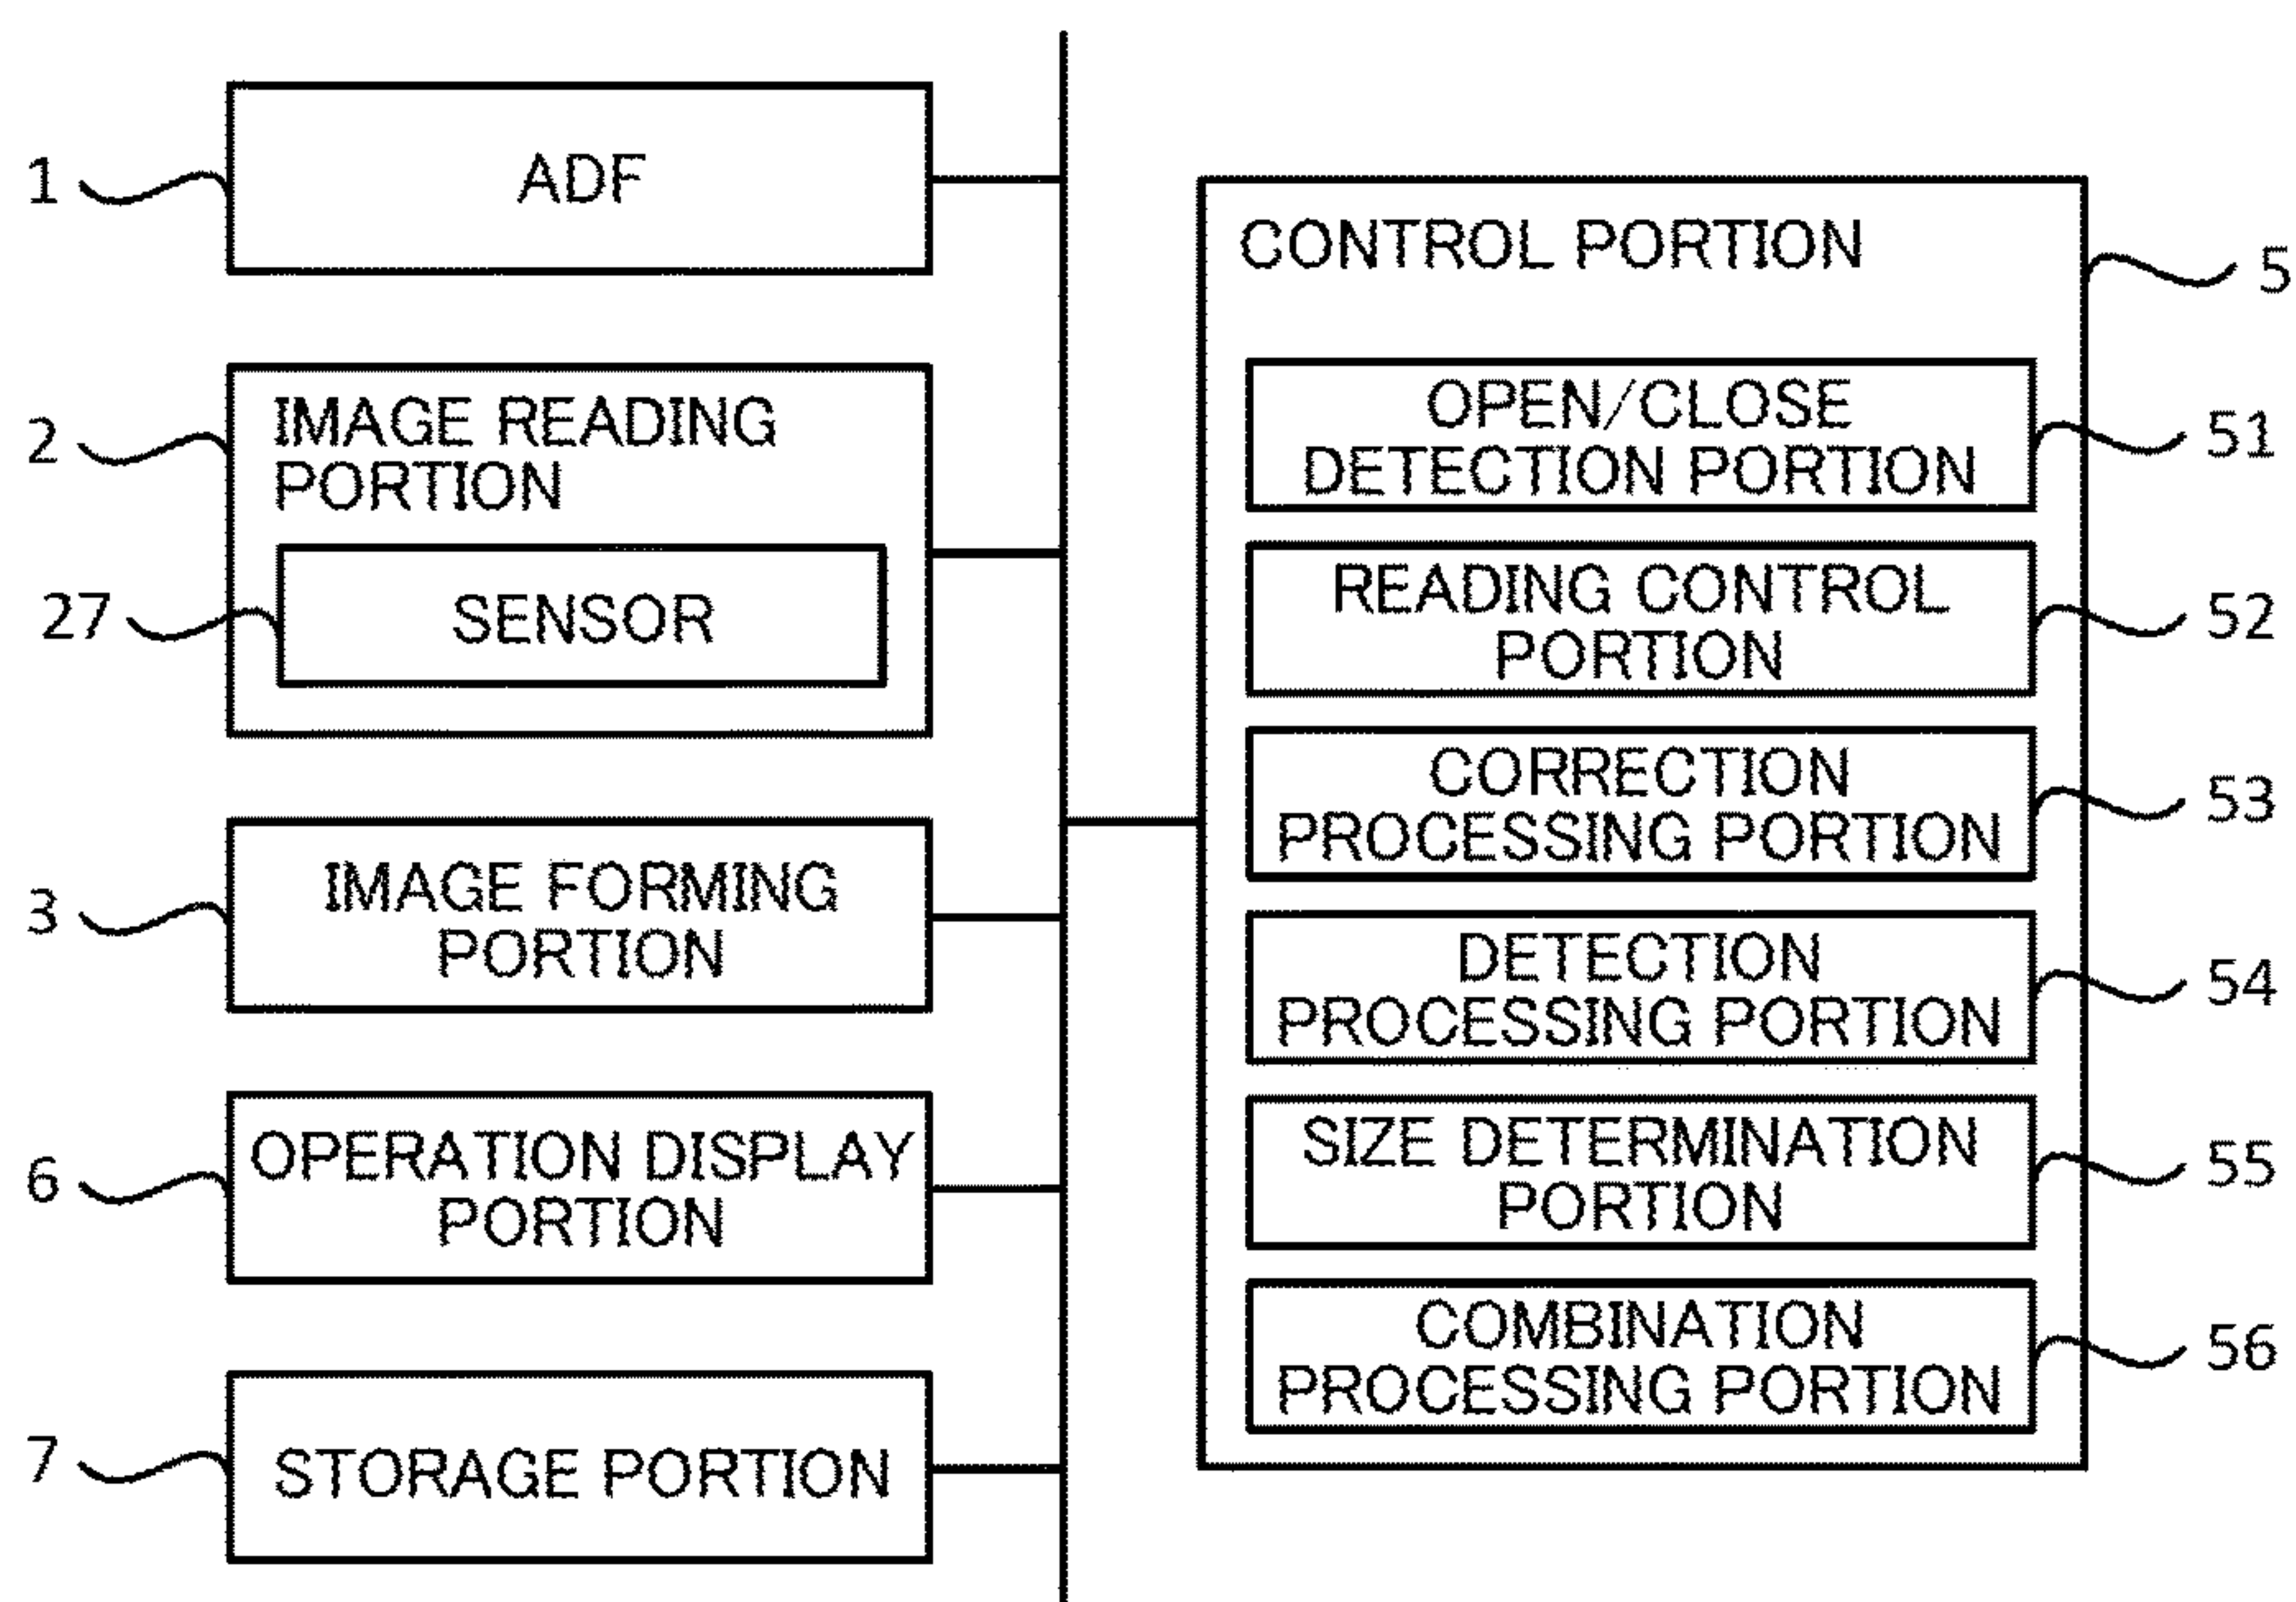 1
ADF
2
IMAGE READING
PORTION
27
SENSOR
3
IMAGE FORMING
PORTION
6
OPERATION DISPLAY
PORTION
7
STORAGE PORTION
CONTROL PORTION
5
OPEN/CLOSE
DETECTION PORTION
51
READING CONTROL
PORTION
52
CORRECTION
PROCESSING PORTION
53
DETECTION
PROCESSING PORTION
54
SIZE DETERMINATION
PORTION
55
COMBINATION
PROCESSING PORTION
56